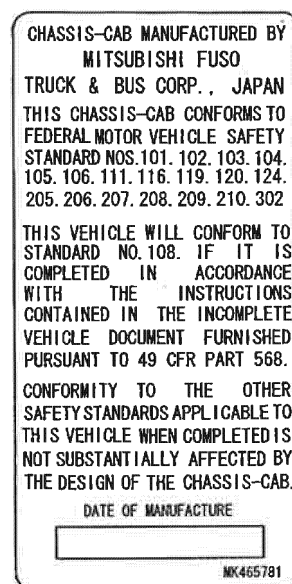 CHASSIS-CAB MANUFACTURED BY
MITSUBISHI FUSO
TRUCK & BUS CORP., JAPAN
THIS CHASSIS-CAB CONFORMS TO
FEDERAL MOTOR VEHICLE SAFETY
STANDARD NOS.101. 102. 103. 104.
105. 106. 111. 116. 119. 120. 124.
205. 206. 207. 208. 209. 210. 302
THIS VEHICLE WILL CONFORM TO
STANDARD NO.108. IF IT IS
COMPLETED IN ACCORDANCE
WITH THE INSTRUCTIONS
CONTAINED IN THE INCOMPLETE
VEHICLE DOCUMENT FURNISHED
PURSUANT TO 49 CFR PART 568.
CONFORMITY TO THE OTHER
SAFETY STANDARDS APPLICABLE TO
THIS VEHICLE WHEN COMPLETED IS
NOT SUBSTANTIALLY AFFECTED BY
THE DESIGN OF THE CHASSIS-CAB.
DATE OF MANUFACTURE
MK465781